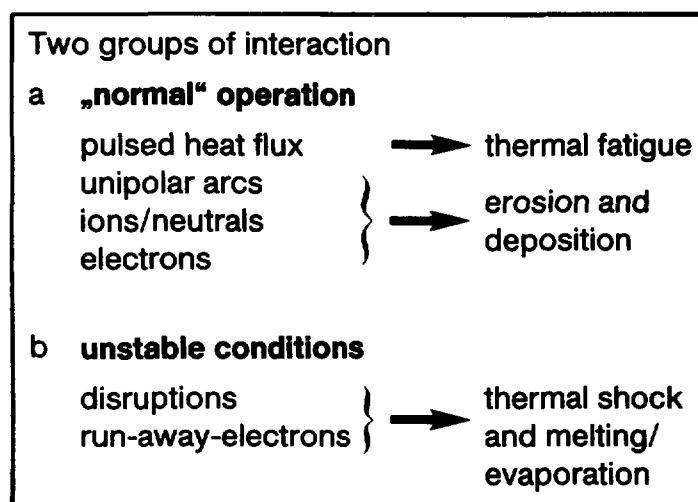 Two groups of interaction
a „normal“ operation
pulsed heat flux → thermal fatigue
unipolar arcs
ions/neutrals } → erosion and
electrons deposition
b unstable conditions
disruptions } → thermal shock
run-away-electrons and melting/
evaporation